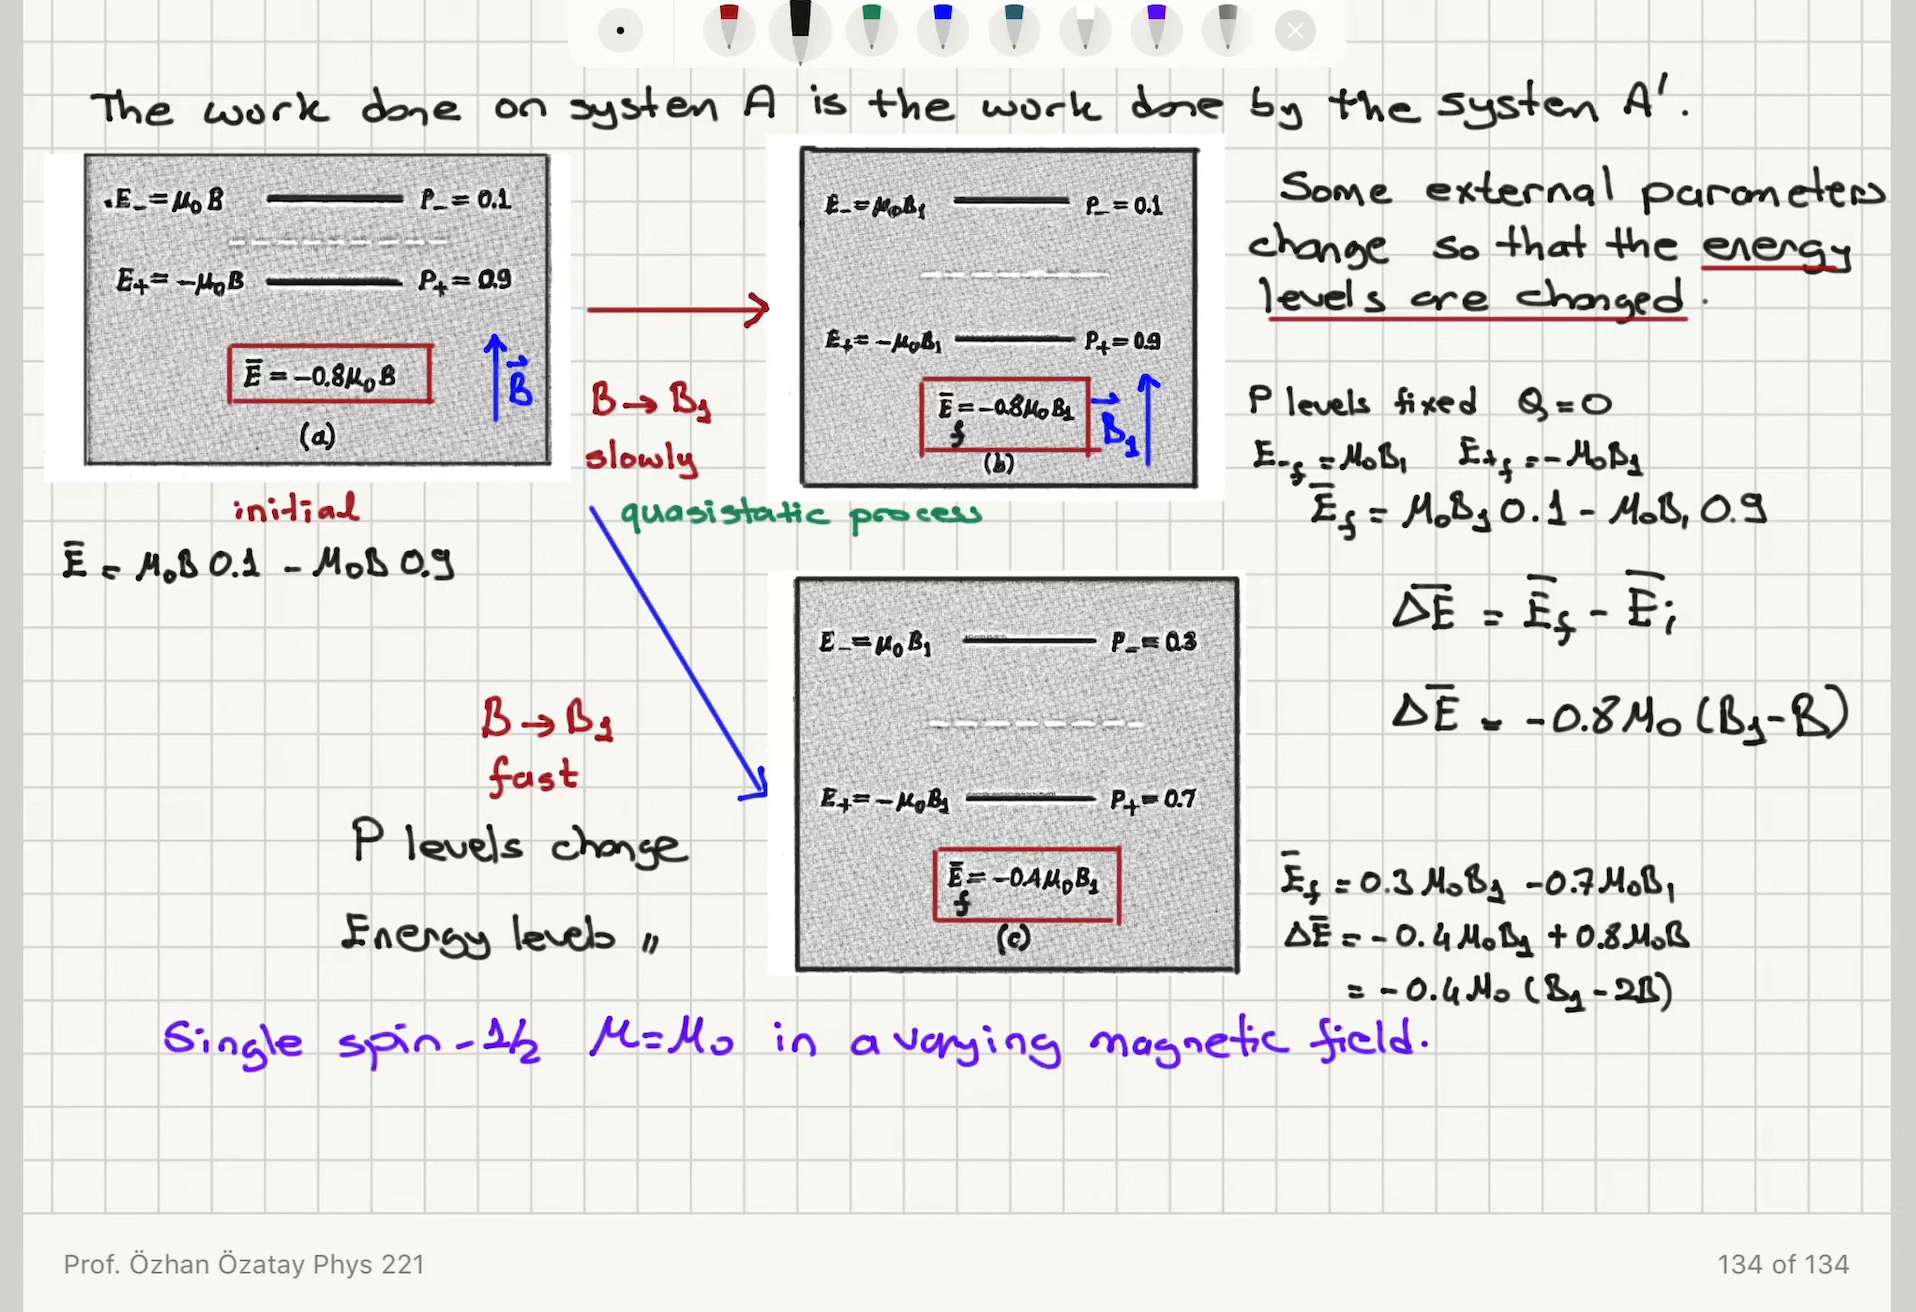 The work done on systen A is the work done by the systen A'.
E₋ = μ₀B P₋ = 0.1
E₊ = -μ₀B P₊ = 0.9
Ē = -0.8μ₀B
B⃗
(a)
initial
Ē = μ₀B 0.1 - μ₀B 0.9
B → B₁
slowly
quasistatic process
E₋ = μ₀B₁ P₋ = 0.1
E₊ = -μ₀B₁ P₊ = 0.9
Ē_f = -0.8μ₀B₁
B⃗₁
(b)
Some external parameters
change so that the energy
levels are changed.
P levels fixed Q = 0
E₋f = μ₀B₁ E₊f = -μ₀B₁
Ē_f = μ₀B₁ 0.1 - μ₀B₁ 0.9
ΔĒ = Ē_f - Ē_i
ΔĒ = -0.8μ₀(B₁-B)
B → B₁
fast
P levels change
Energy levels "
E₋ = μ₀B₁ P₋ = 0.3
E₊ = -μ₀B₁ P₊ = 0.7
Ē_f = -0.4μ₀B₁
(c)
Ē_f = 0.3μ₀B₁ - 0.7μ₀B₁
ΔĒ = -0.4μ₀B₁ + 0.8μ₀B
= -0.4μ₀(B₁-2B)
Single spin-1/2 μ=μ₀ in a varying magnetic field.
Prof. Özhan Özatay Phys 221
134 of 134